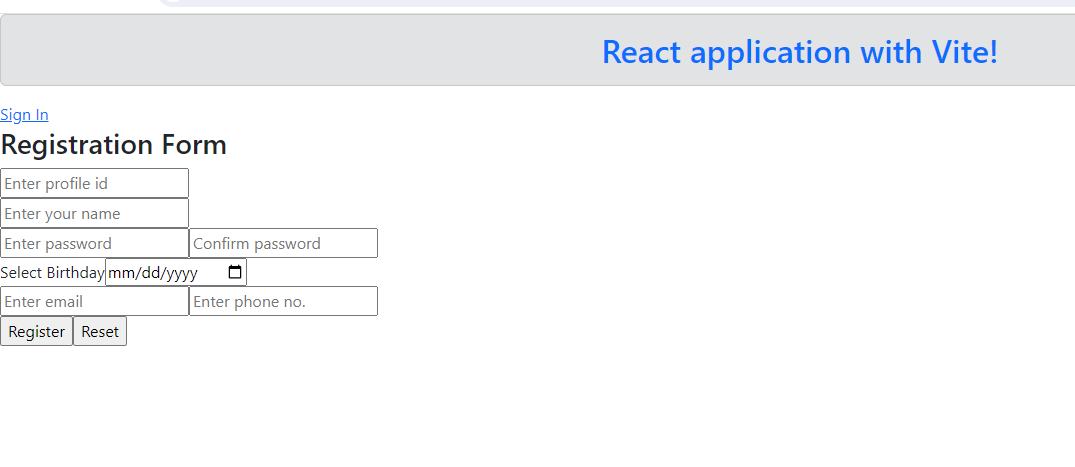 React application with Vite!
Sign In
Registration Form
Enter profile id
Enter your name
Enter password Confirm password
Select Birthday mm/dd/yyyy
Enter email Enter phone no.
Register Reset